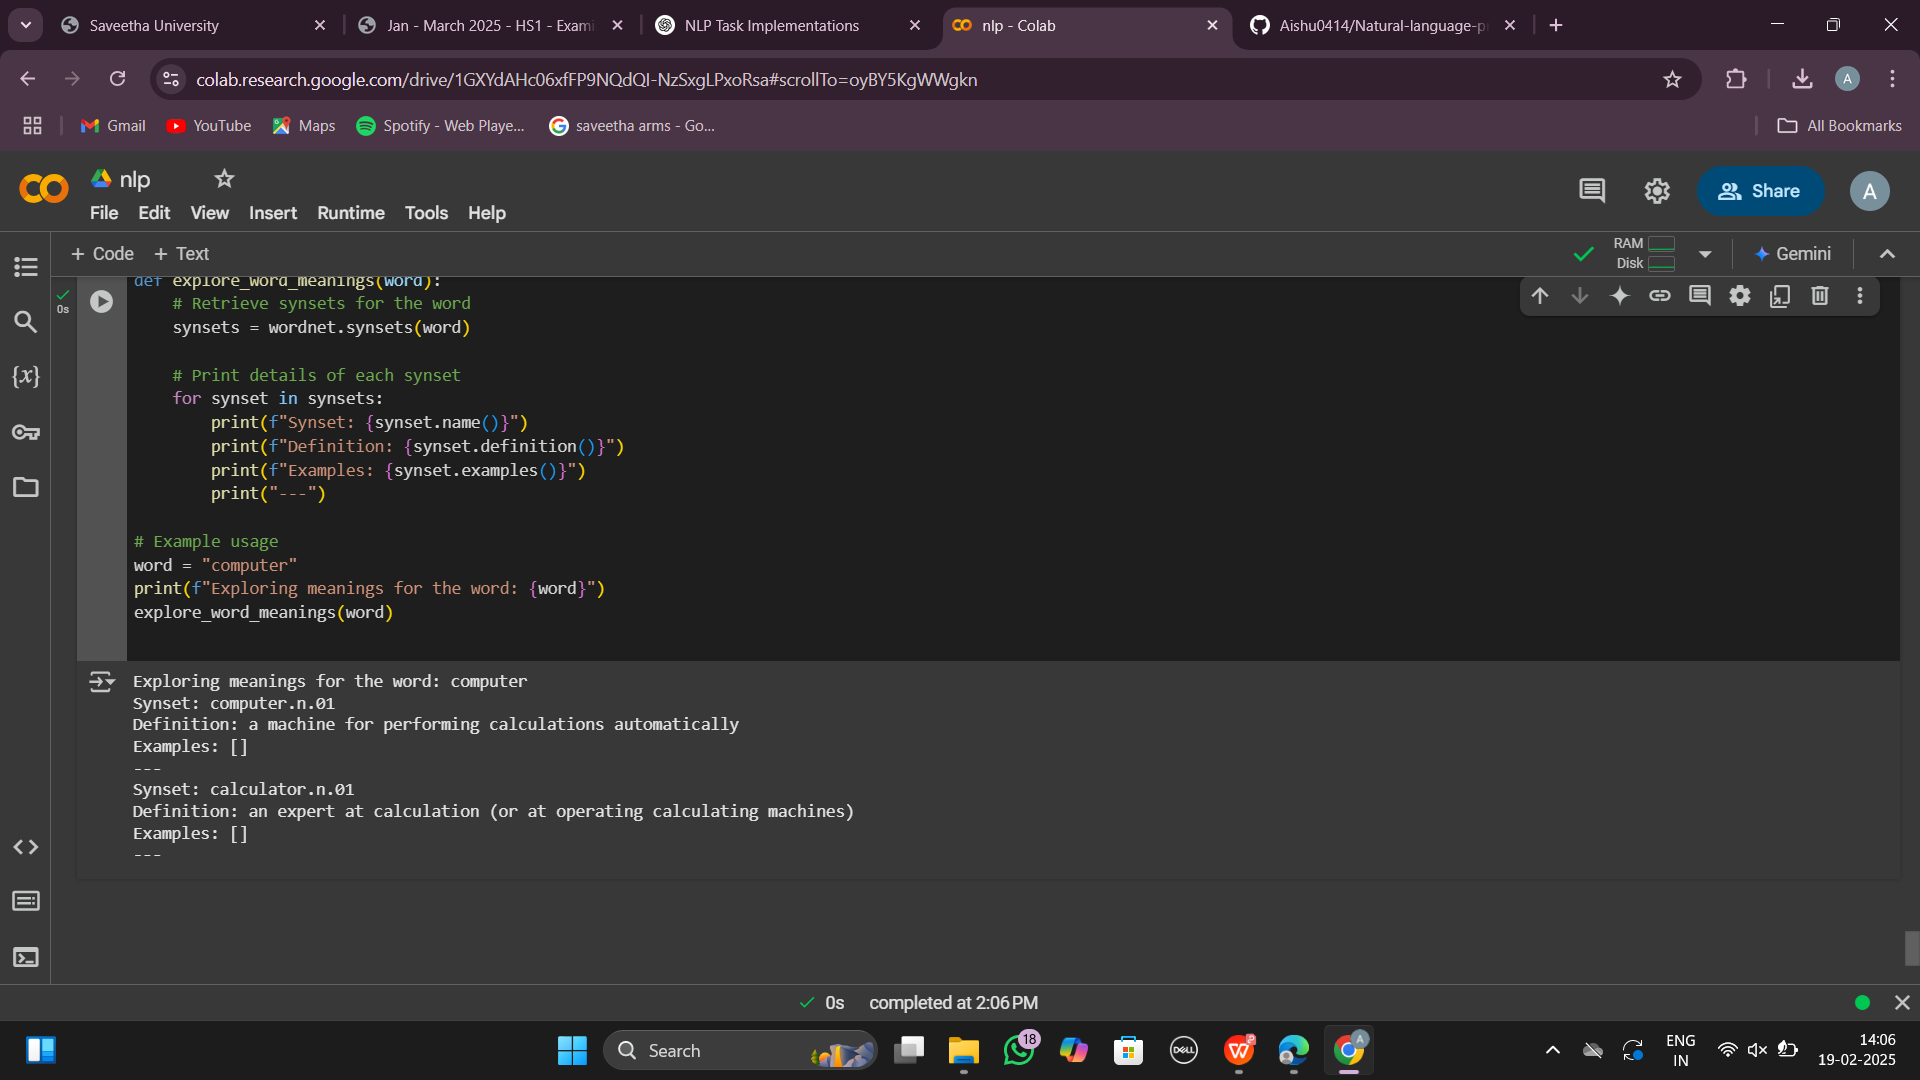 Saveetha University
Jan - March 2025 - HS1 - Exami
NLP Task Implementations
nlp - Colab
Aishu0414/Natural-language-p
colab.research.google.com/drive/1GXYdAHc06xfFP9NQdQI-NzSxgLPxoRsa#scrollTo=oyBY5KgWWgkn
A
Gmail
YouTube
Maps
Spotify - Web Playe...
saveetha arms - Go...
All Bookmarks
nlp
File Edit View Insert Runtime Tools Help
Share
A
+ Code + Text
RAM
Disk
Gemini
0s
def explore_word_meanings(word):
# Retrieve synsets for the word
synsets = wordnet.synsets(word)
# Print details of each synset
for synset in synsets:
print(f"Synset: {synset.name()}")
print(f"Definition: {synset.definition()}")
print(f"Examples: {synset.examples()}")
print("---")
# Example usage
word = "computer"
print(f"Exploring meanings for the word: {word}")
explore_word_meanings(word)
Exploring meanings for the word: computer
Synset: computer.n.01
Definition: a machine for performing calculations automatically
Examples: []
---
Synset: calculator.n.01
Definition: an expert at calculation (or at operating calculating machines)
Examples: []
---
0s completed at 2:06 PM
Search
18
DELL
A
ENG
IN
14:06
19-02-2025